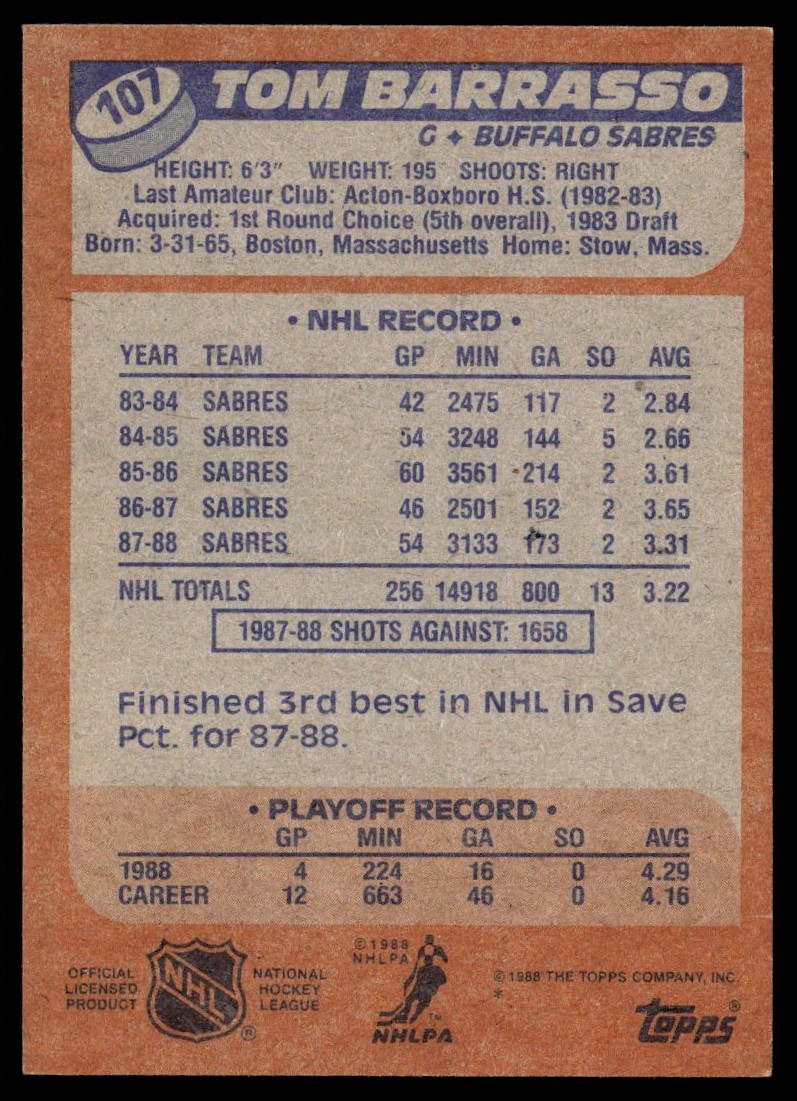 107
TOM BARRASSO
G ✦ BUFFALO SABRES
HEIGHT: 6'3" WEIGHT: 195 SHOOTS: RIGHT
Last Amateur Club: Acton-Boxboro H.S. (1982-83)
Acquired: 1st Round Choice (5th overall), 1983 Draft
Born: 3-31-65, Boston, Massachusetts Home: Stow, Mass.
• NHL RECORD •
YEAR TEAM GP MIN GA SO AVG
83-84 SABRES 42 2475 117 2 2.84
84-85 SABRES 54 3248 144 5 2.66
85-86 SABRES 60 3561 214 2 3.61
86-87 SABRES 46 2501 152 2 3.65
87-88 SABRES 54 3133 173 2 3.31
NHL TOTALS 256 14918 800 13 3.22
1987-88 SHOTS AGAINST: 1658
Finished 3rd best in NHL in Save
Pct. for 87-88.
• PLAYOFF RECORD •
GP MIN GA SO AVG
1988 4 224 16 0 4.29
CAREER 12 663 46 0 4.16
OFFICIAL
LICENSED
PRODUCT
NHL
®
NATIONAL
HOCKEY
LEAGUE
©1988
NHLPA
™
NHLPA
©1988 THE TOPPS COMPANY, INC.
*
topps®